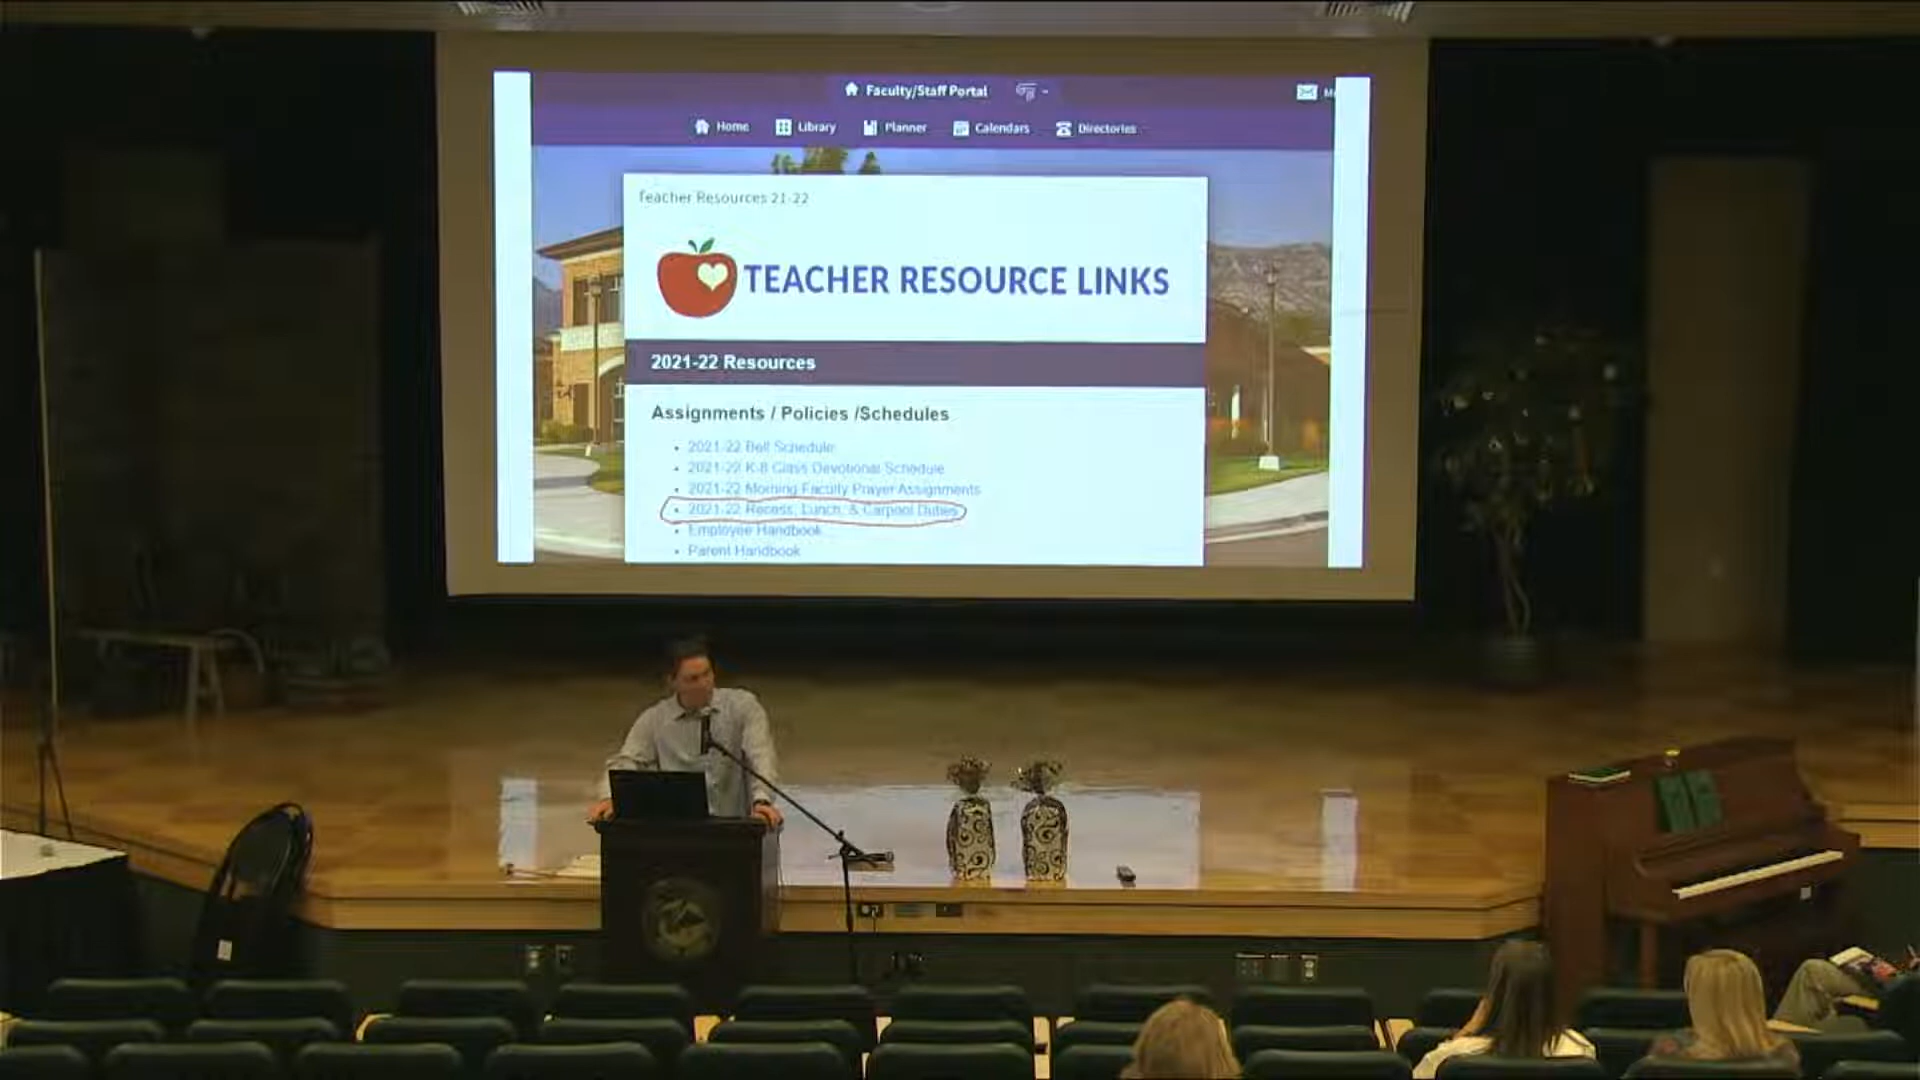 Faculty/Staff Portal
Home Library Planner Calendars Directories
Teacher Resources 21-22
TEACHER RESOURCE LINKS
2021-22 Resources
Assignments / Policies /Schedules
2021-22 Bell Schedule
2021-22 K-8 Class Devotional Schedule
2021-22 Morning Faculty Prayer Assignments
2021-22 Recess, Lunch, & Carpool Duties
Employee Handbook
Parent Handbook